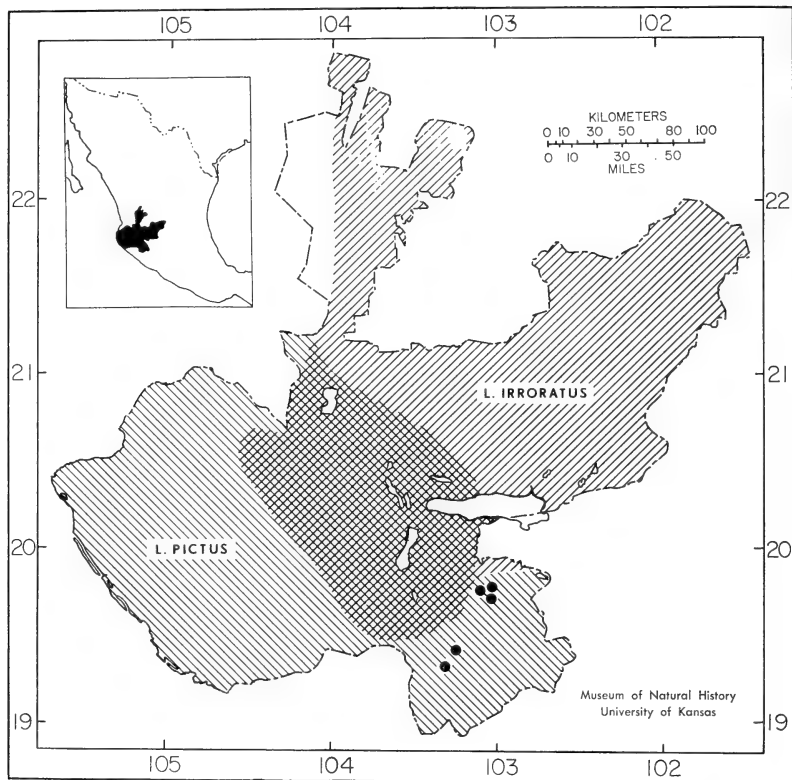 105 104 103 102
KILOMETERS
0 10 30 50 80 100
0 10 30 . 50
MILES
22 22
21 21
L. IRRORATUS
20 20
L. PICTUS
Museum of Natural History
University of Kansas
19 19
105 104 103 102